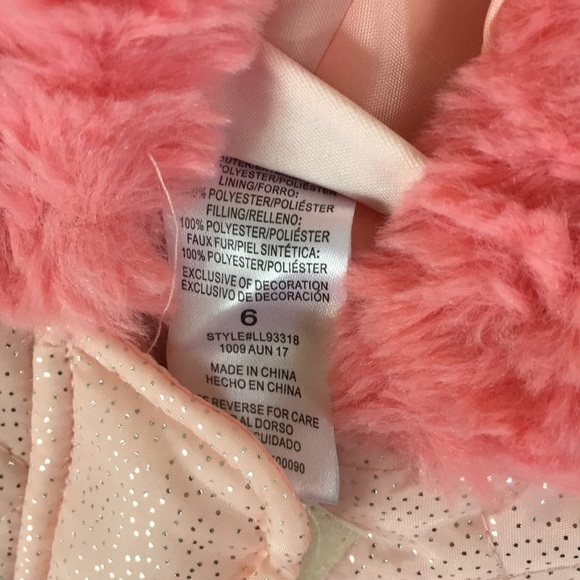 POLYESTER/POLIÉSTER
LINING/FORRO:
POLYESTER/POLIÉSTER
FILLING/RELLENO:
100% POLYESTER/POLIÉSTER
FAUX FUR/PIEL SINTÉTICA:
100% POLYESTER/POLIÉSTER
EXCLUSIVE OF DECORATION
EXCLUSIVO DE DECORACIÓN
6
STYLE#LL93318
1009 AUN 17
MADE IN CHINA
HECHO EN CHINA
REVERSE FOR CARE
AL DORSO
CUIDADO
00090